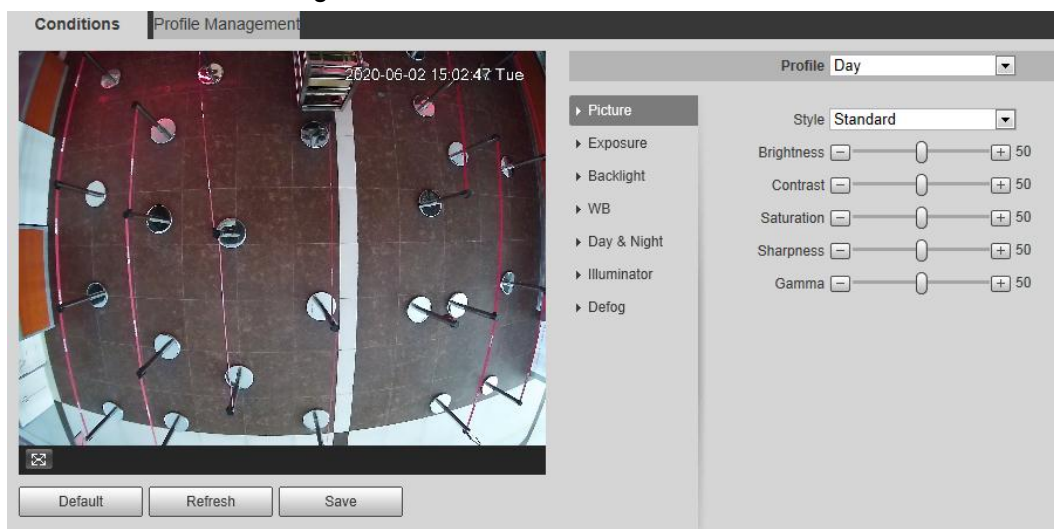 Conditions
Profile Management
2020-06-02 15:02:47 Tue
Profile Day
Picture
Exposure
Backlight
WB
Day & Night
Illuminator
Defog
Style Standard
Brightness 50
Contrast 50
Saturation 50
Sharpness 50
Gamma 50
Default Refresh Save